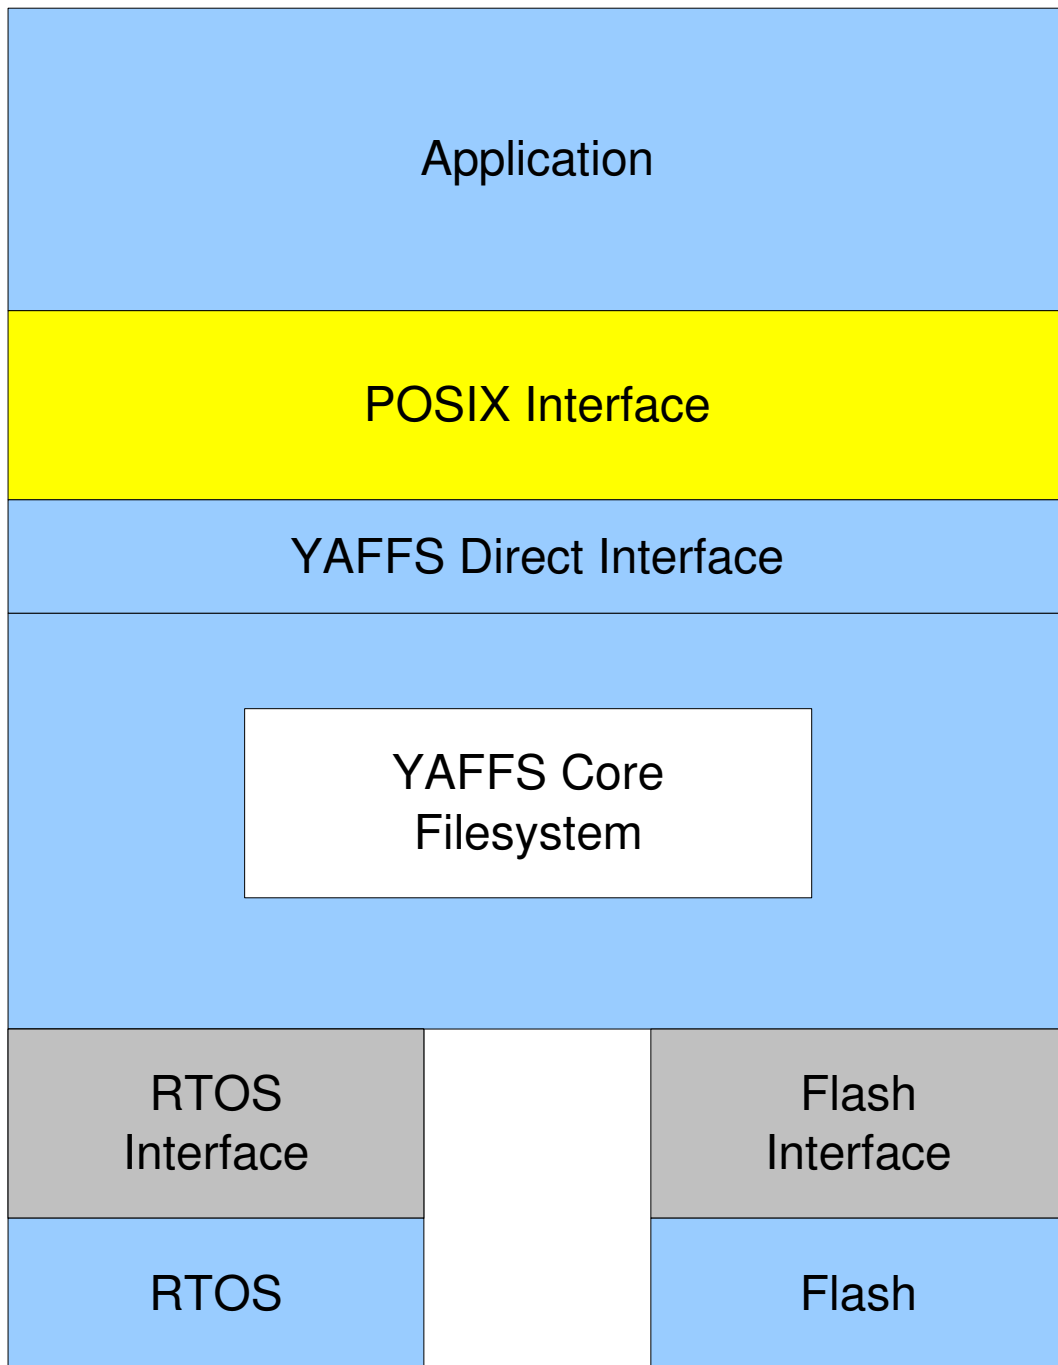 Application
POSIX Interface
YAFFS Direct Interface
YAFFS Core
Filesystem
RTOS
Interface
Flash
Interface
RTOS
Flash